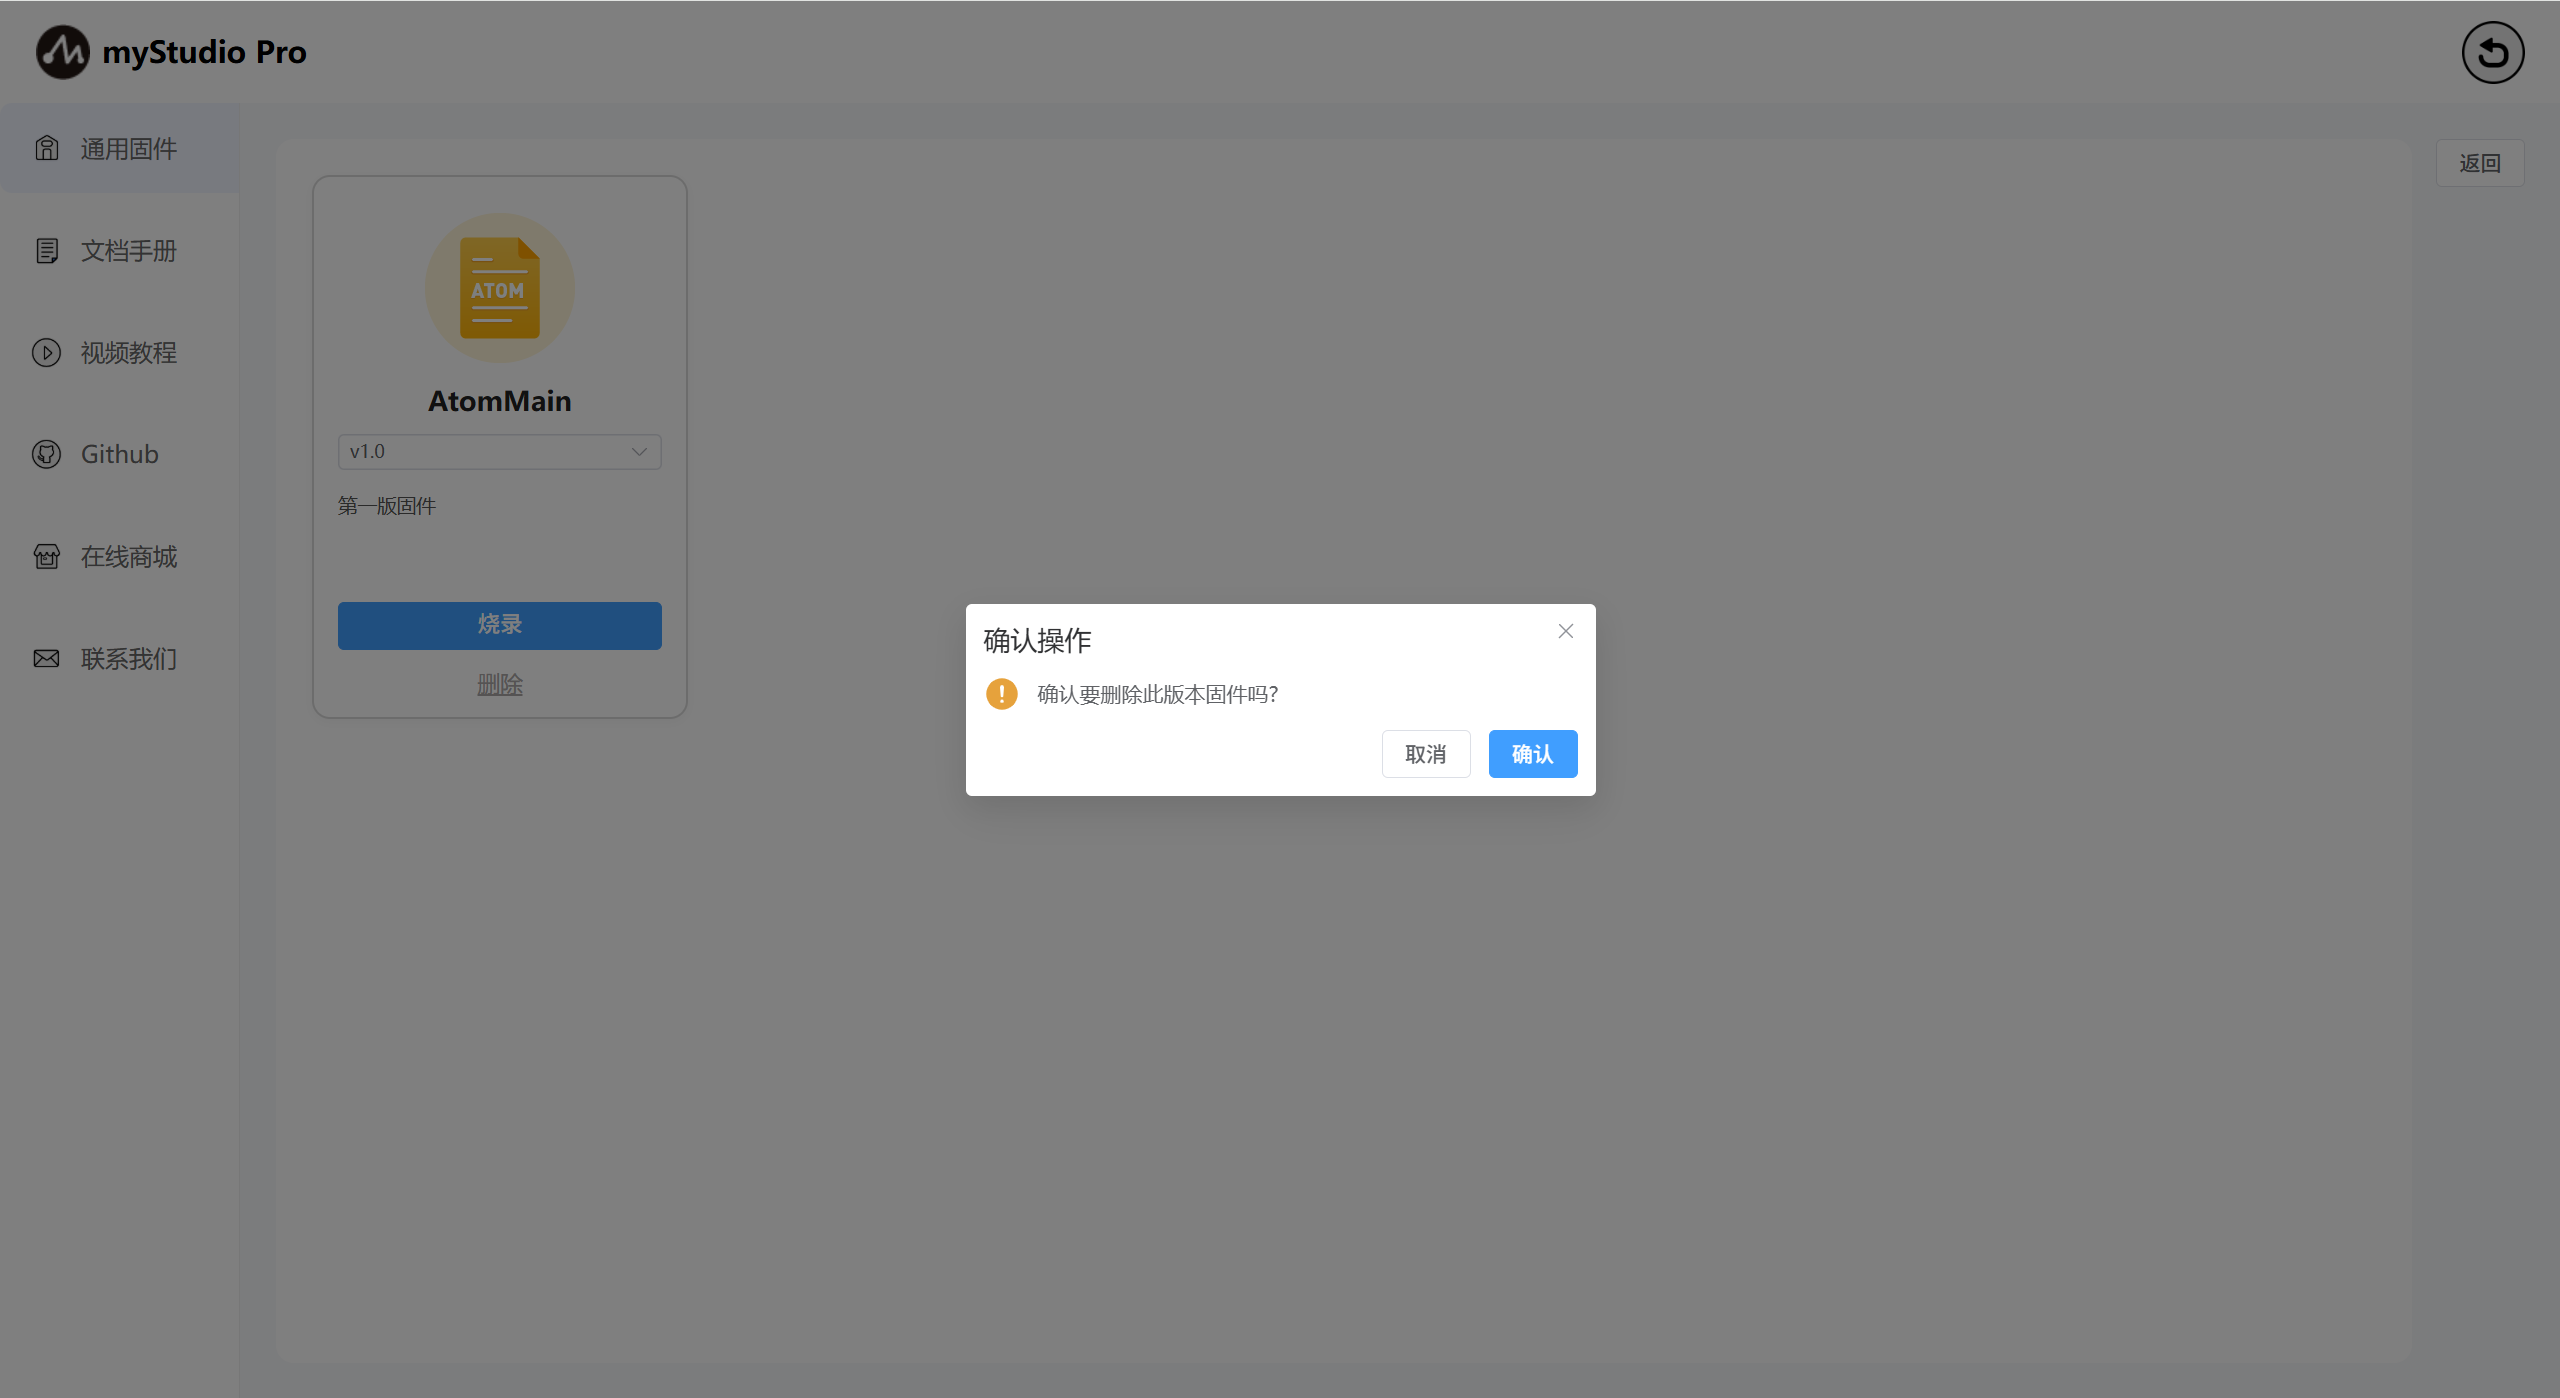 myStudio Pro
通用固件
文档手册
视频教程
Github
在线商城
联系我们
返回
ATOM
AtomMain
v1.0
第一版固件
烧录
删除
确认操作
确认要删除此版本固件吗?
取消
确认